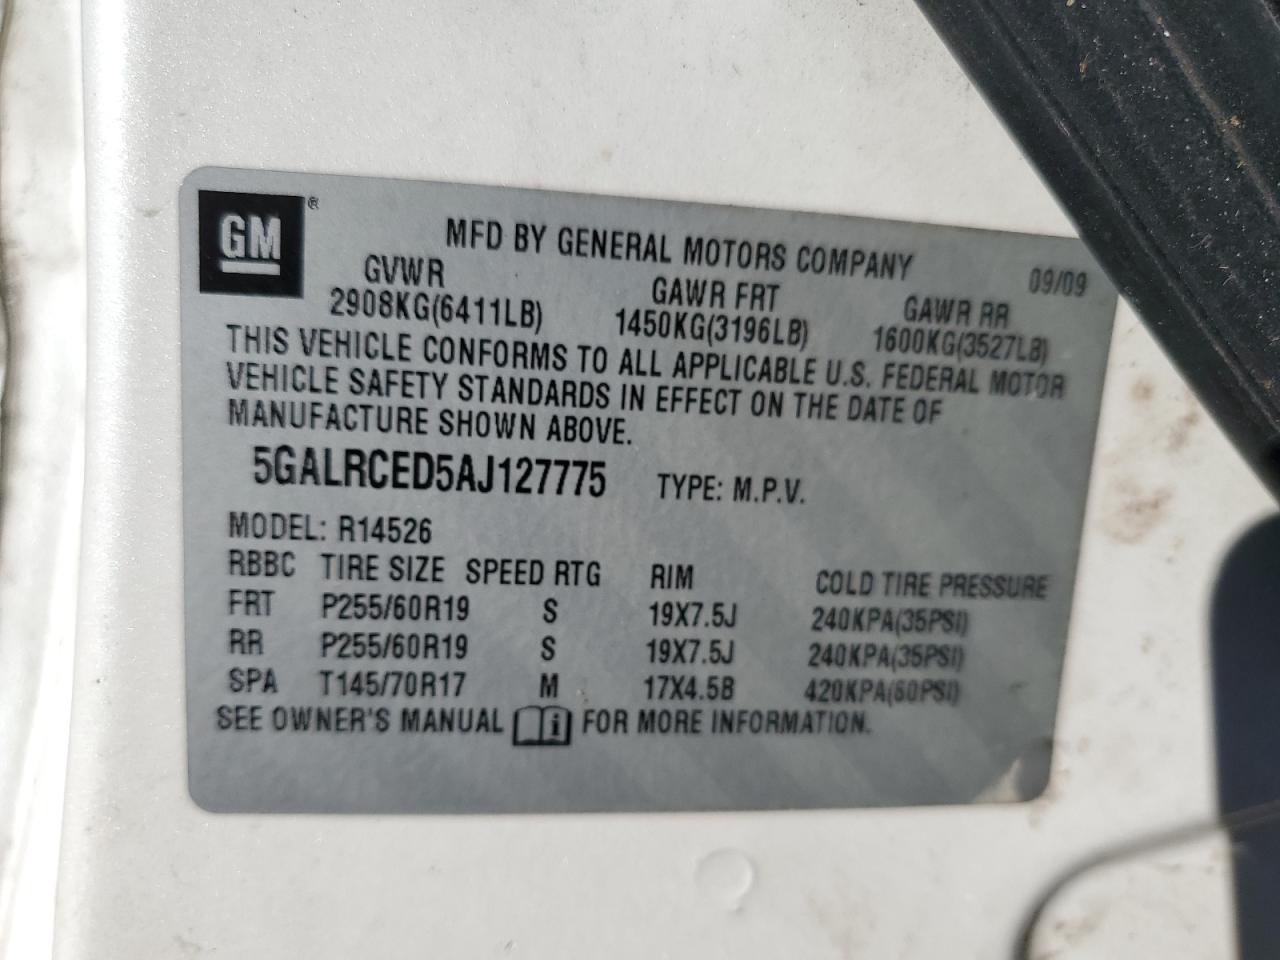 GM ®
MFD BY GENERAL MOTORS COMPANY 09/09
GVWR GAWR FRT GAWR RR
2908KG(6411LB) 1450KG(3196LB) 1600KG(3527LB)
THIS VEHICLE CONFORMS TO ALL APPLICABLE U.S. FEDERAL MOTOR
VEHICLE SAFETY STANDARDS IN EFFECT ON THE DATE OF
MANUFACTURE SHOWN ABOVE.
5GALRCED5AJ127775 TYPE: M.P.V.
MODEL: R14526
RBBC TIRE SIZE SPEED RTG RIM COLD TIRE PRESSURE
FRT P255/60R19 S 19X7.5J 240KPA(35PSI)
RR P255/60R19 S 19X7.5J 240KPA(35PSI)
SPA T145/70R17 M 17X4.5B 420KPA(60PSI)
SEE OWNER'S MANUAL i FOR MORE INFORMATION.